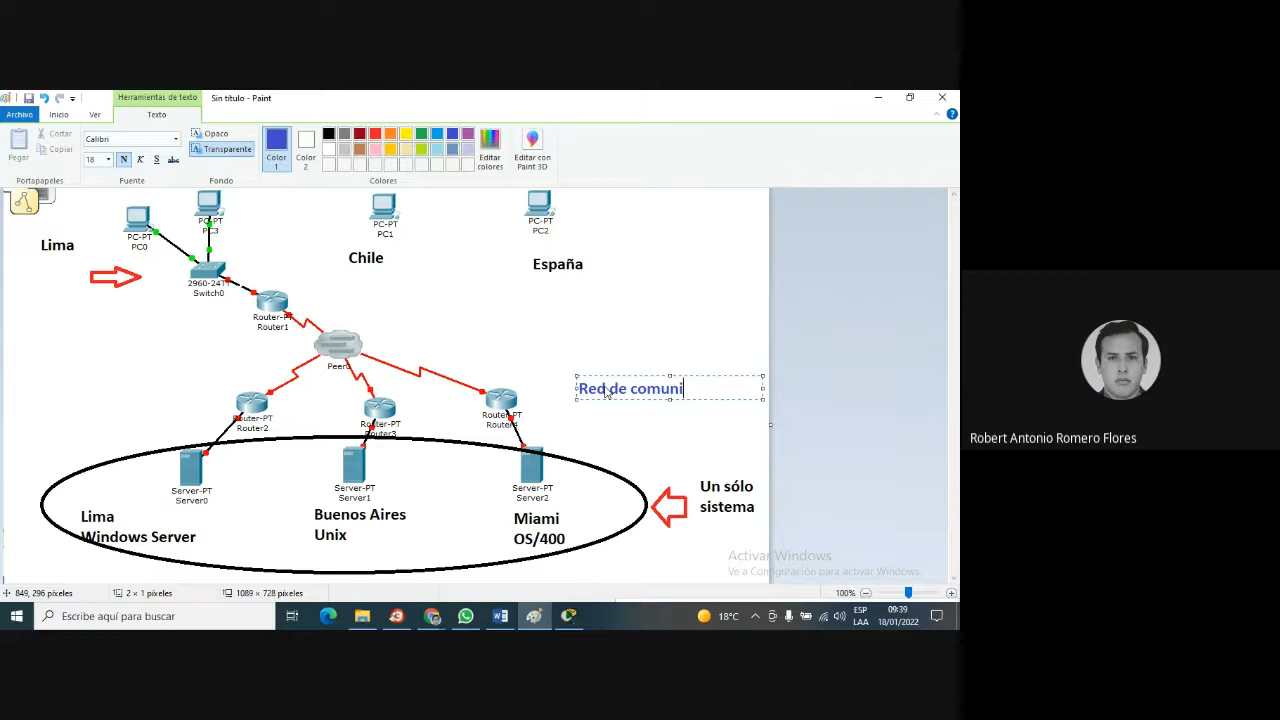 Herramientas de texto
Sin título - Paint
Archivo
Inicio
Ver
Texto
Pegar
Cortar
Copiar
Portapapeles
Calibri
18
N
K
S
abc
Fuente
Opaco
Transparente
Fondo
Color
1
Color
2
Editar
colores
Editar con
Paint 3D
Colores
PC-PT
PC0
PC-PT
PC3
PC-PT
PC1
PC-PT
PC2
Lima
Chile
España
Switch0
Router-PT
Router1
Peer0
Red de comuni
Router-PT
Router2
Router-PT
Router3
Router-PT
Router4
Server-PT
Server0
Server-PT
Server1
Server-PT
Server2
Un sólo
sistema
Lima
Windows Server
Buenos Aires
Unix
Miami
OS/400
Activar Windows
Ve a Configuración para activar Windows.
849, 296 píxeles
2 × 1 píxeles
1089 × 728 píxeles
100%
Escribe aquí para buscar
18°C
ESP
LAA
09:39
18/01/2022
Robert Antonio Romero Flores